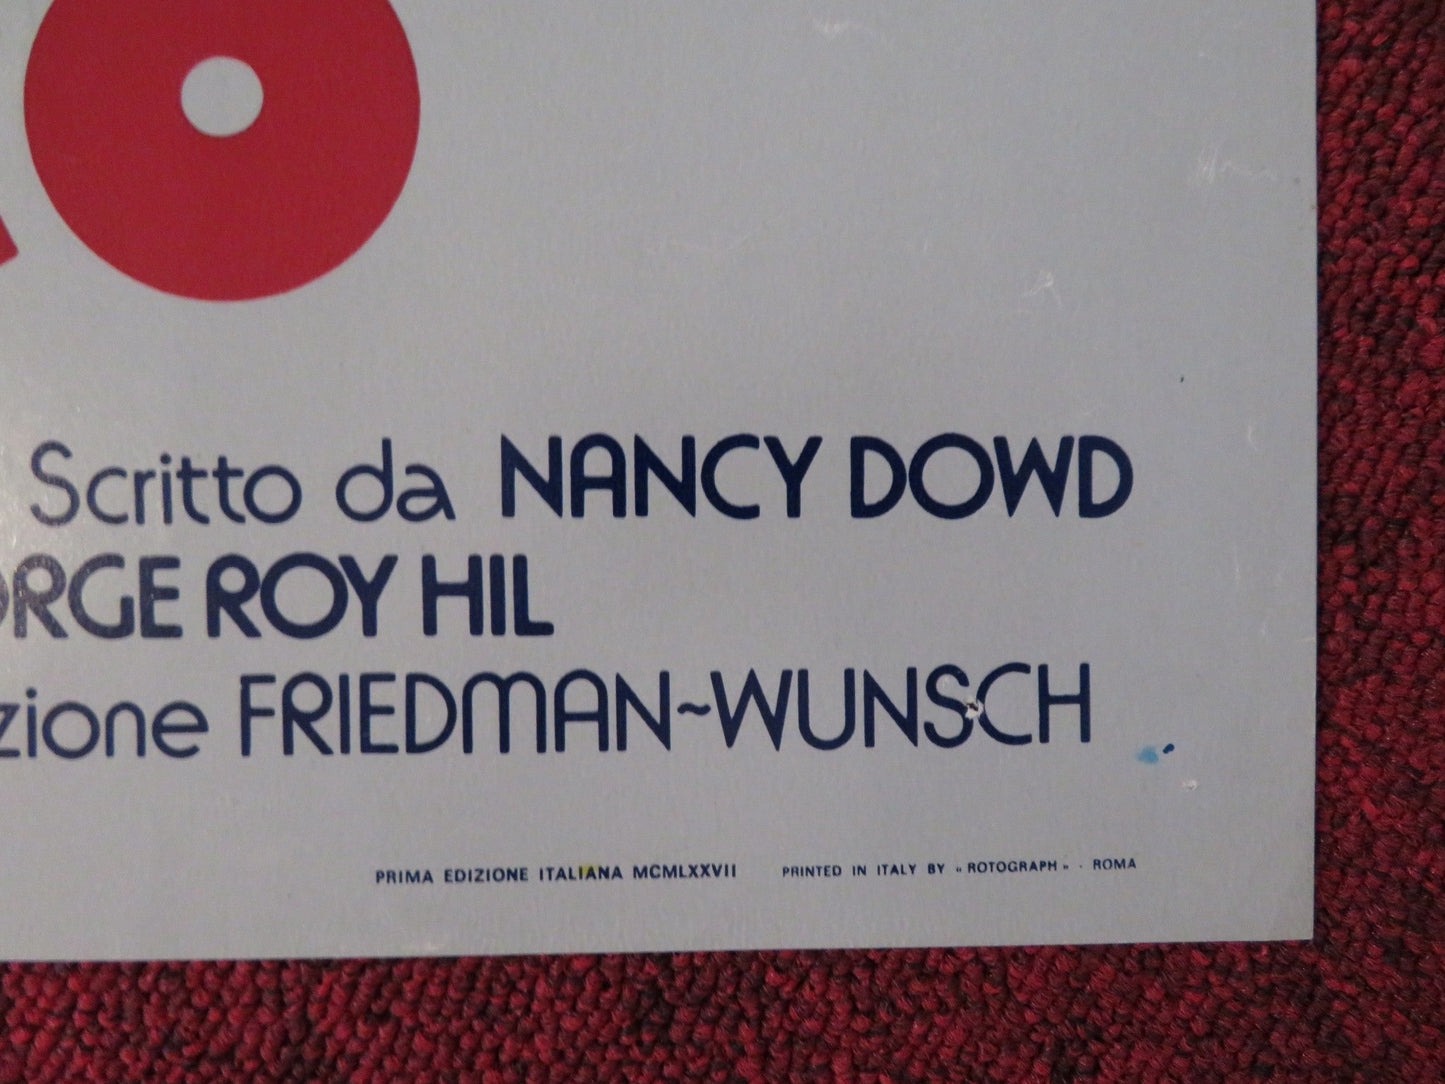 O
Scritto da NANCY DOWD
ORGE ROY HIL
zione FRIEDMAN~WUNSCH
PRIMA EDIZIONE ITALIANA MCMLXXVII PRINTED IN ITALY BY « ROTOGRAPH » · ROMA